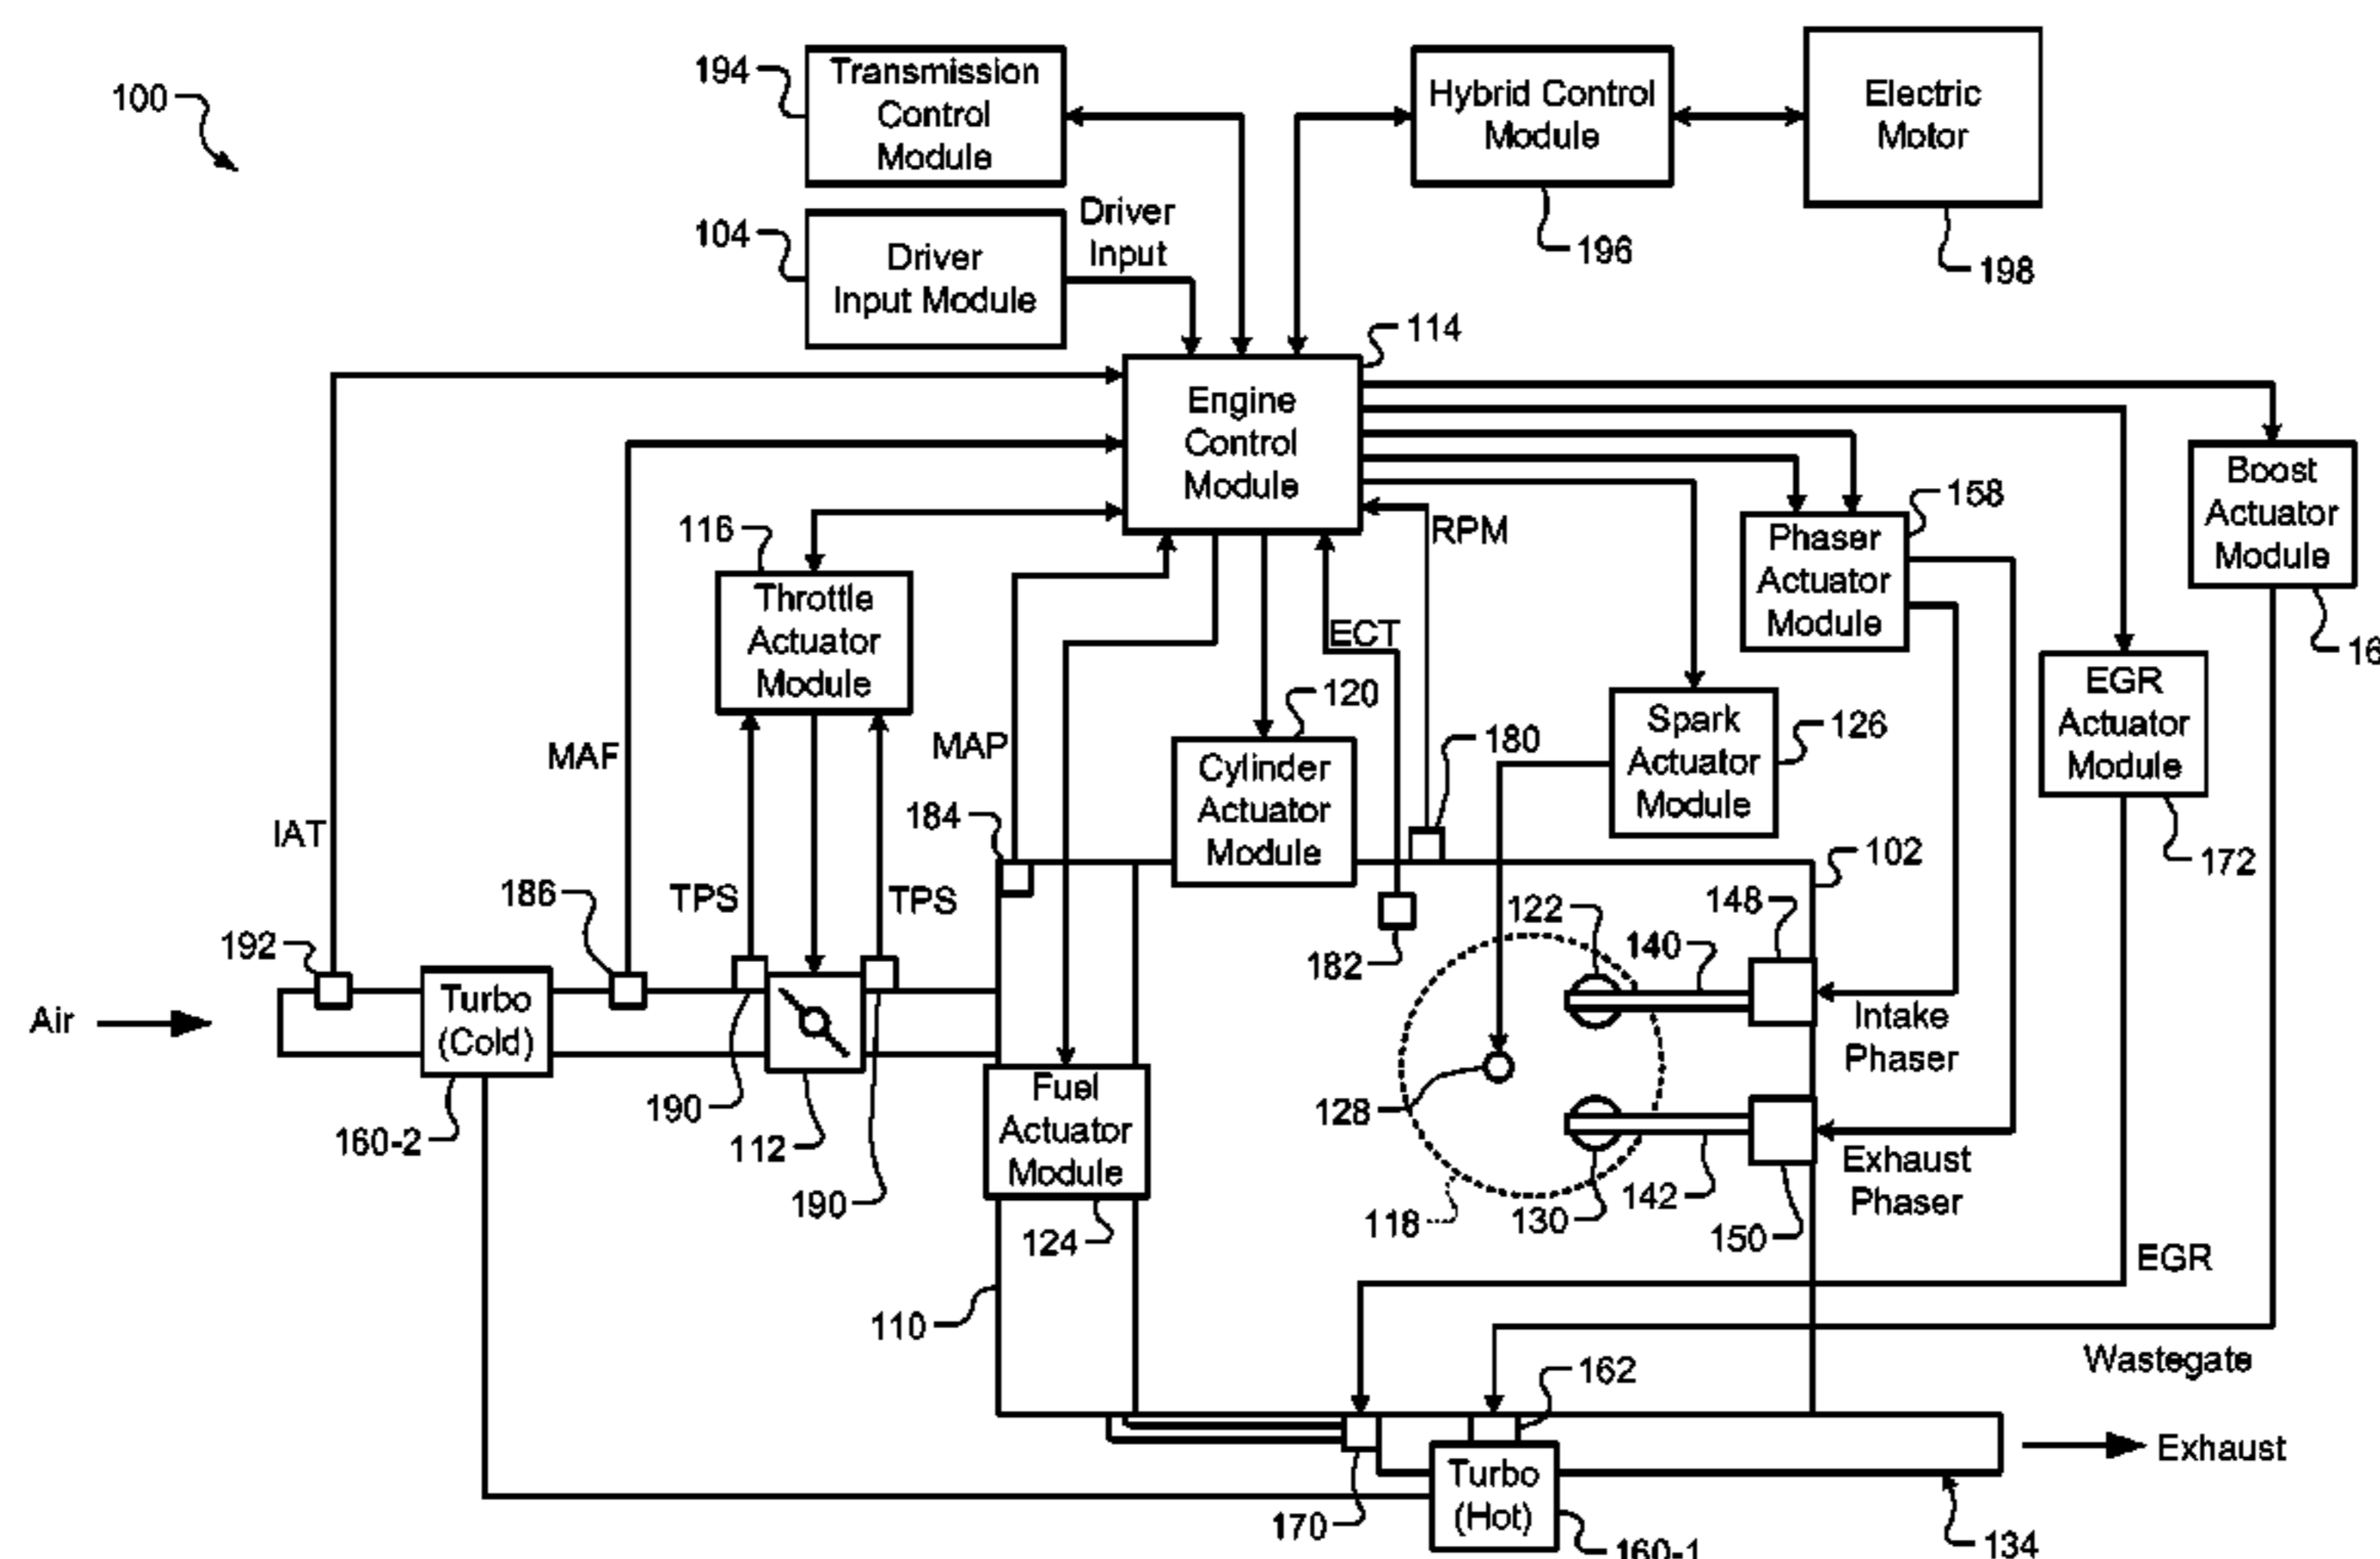 100
194
Transmission
Control
Module
Hybrid Control
Module
196
Electric
Motor
198
104
Driver
Input Module
Driver
Input
114
Engine
Control
Module
116
Throttle
Actuator
Module
RPM
158
Phaser
Actuator
Module
Boost
Actuator
Module
ECT
120
Cylinder
Actuator
Module
180
Spark
Actuator
Module
126
EGR
Actuator
Module
172
MAF
MAP
IAT
184
102
186
TPS
TPS
192
122
140
148
182
Air
Turbo
(Cold)
160-2
190
112
190
Fuel
Actuator
Module
124
128
Intake
Phaser
118
130
142
150
Exhaust
Phaser
EGR
110
162
Wastegate
170
Turbo
(Hot)
160-1
Exhaust
134